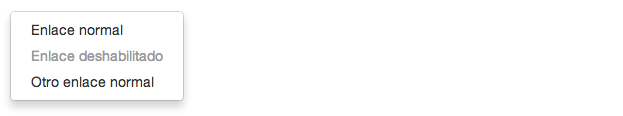 Enlace normal
Enlace deshabilitado
Otro enlace normal